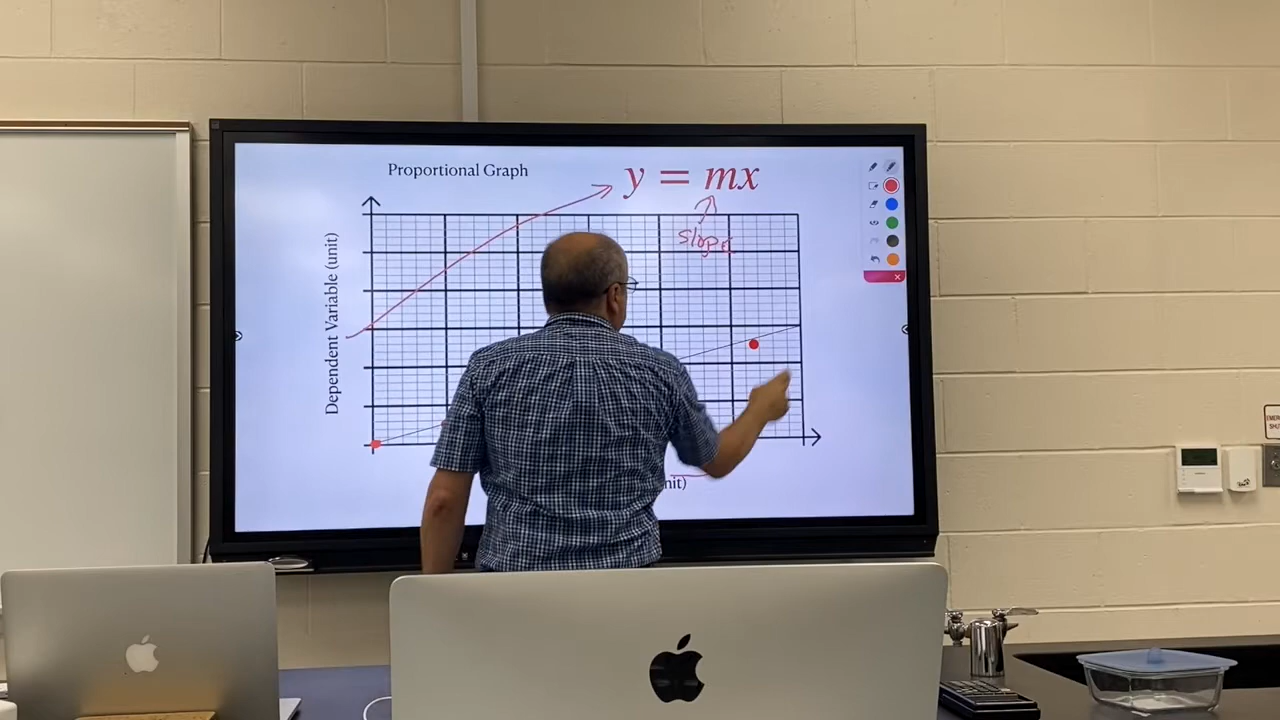 Proportional Graph
y = mx
slope
Dependent Variable (unit)
nit)